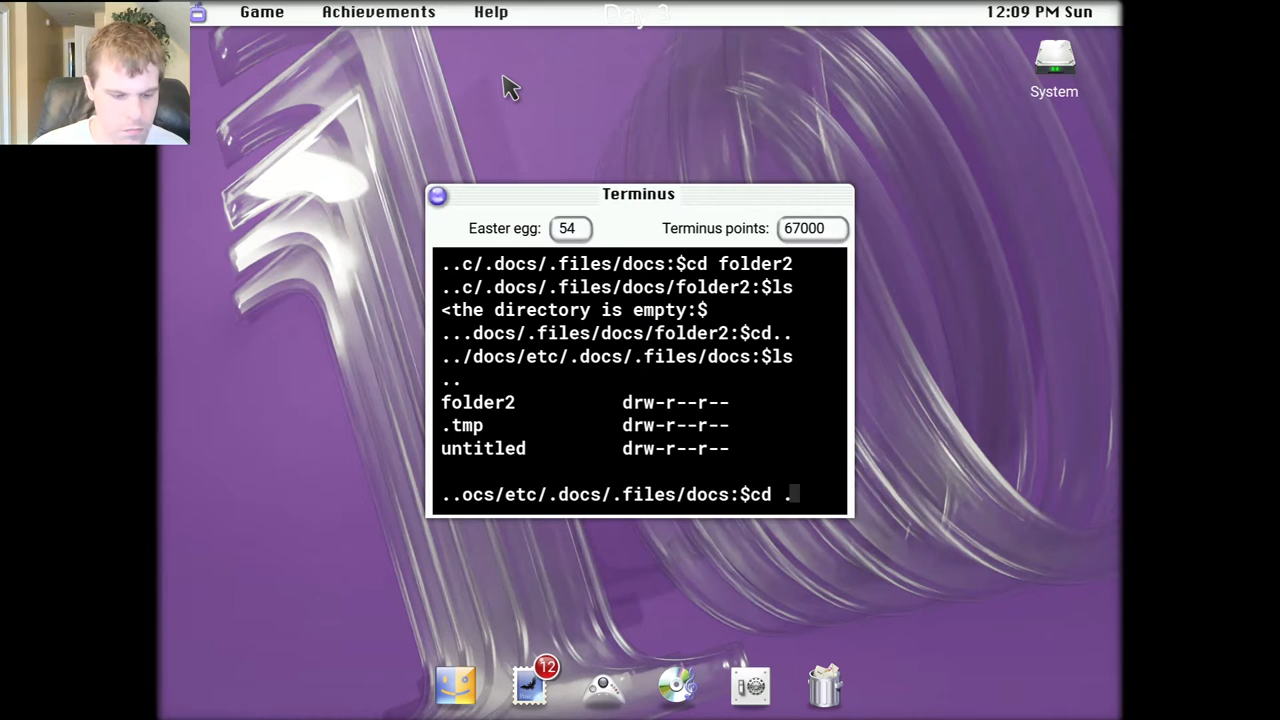 Game Achievements Help Day 3 12:09 PM Sun
System
Terminus
Easter egg: 54 Terminus points: 67000
..c/.docs/.files/docs:$cd folder2
..c/.docs/.files/docs/folder2:$ls
<the directory is empty:$
...docs/.files/docs/folder2:$cd..
../docs/etc/.docs/.files/docs:$ls
..
folder2 drw-r--r--
.tmp drw-r--r--
untitled drw-r--r--
..ocs/etc/.docs/.files/docs:$cd .
12